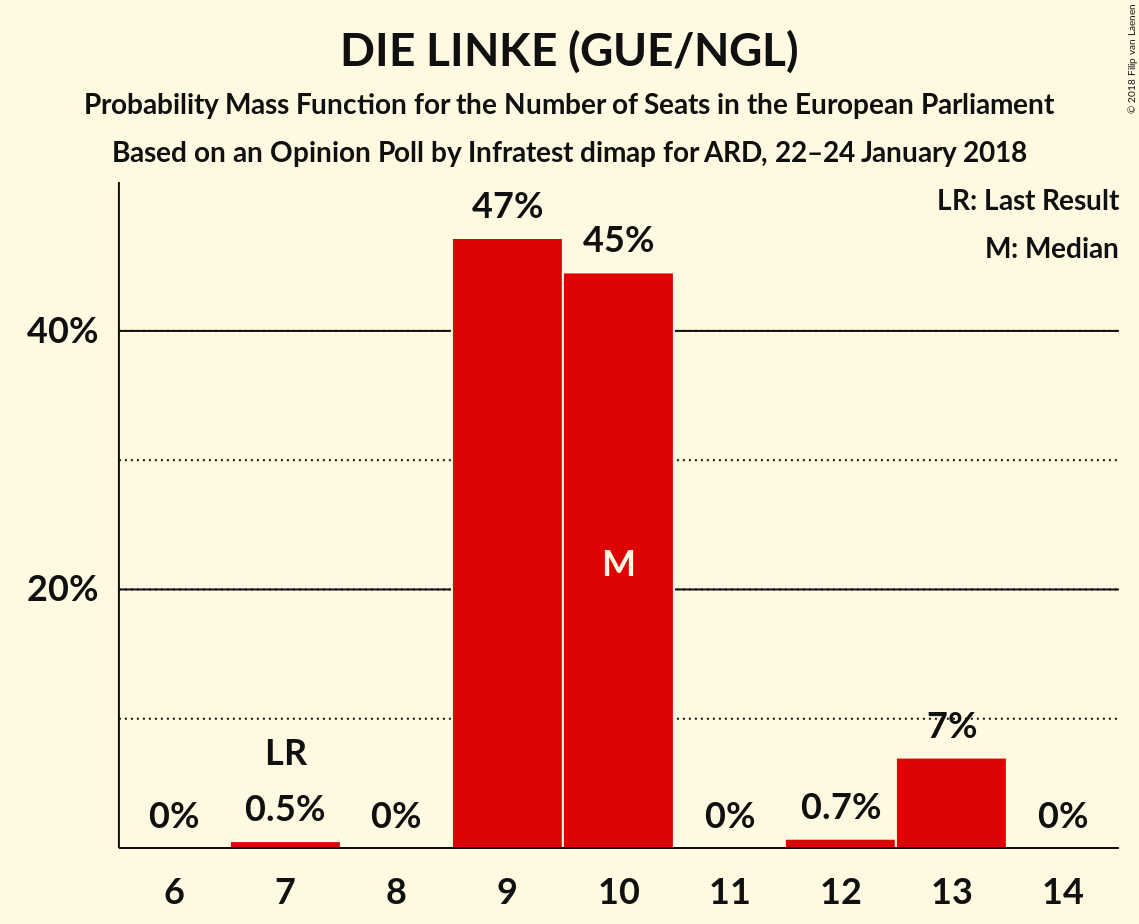 DIE LINKE (GUE/NGL)
Probability Mass Function for the Number of Seats in the European Parliament
Based on an Opinion Poll by Infratest dimap for ARD, 22–24 January 2018
© 2018 Filip van Laenen
LR: Last Result
M: Median
47%
45%
40%
20%
M
LR
7%
0%
0.5%
0%
0%
0.7%
0%
6 7 8 9 10 11 12 13 14